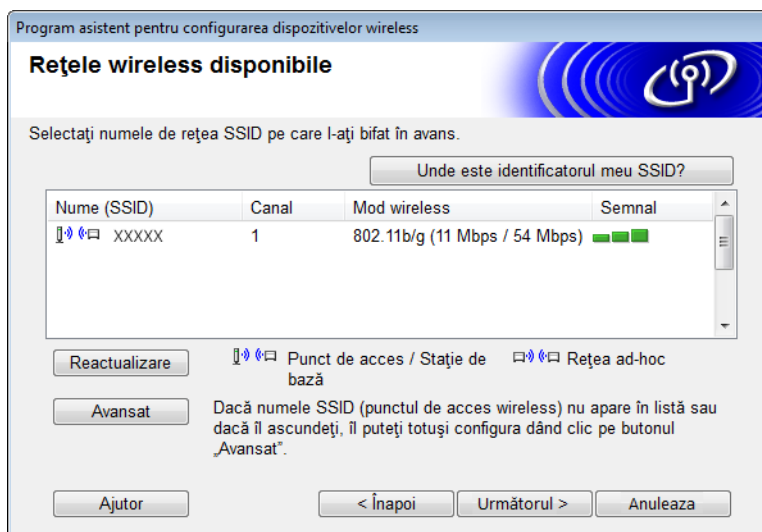 Program asistent pentru configurarea dispozitivelor wireless
Reţele wireless disponibile
Selectaţi numele de reţea SSID pe care l-aţi bifat în avans.
Unde este identificatorul meu SSID?
Nume (SSID) Canal Mod wireless Semnal
XXXXX 1 802.11b/g (11 Mbps / 54 Mbps)
Reactualizare
Punct de acces / Staţie de
bază
Reţea ad-hoc
Avansat
Dacă numele SSID (punctul de acces wireless) nu apare în listă sau
dacă îl ascundeţi, îl puteţi totuşi configura dând clic pe butonul
„Avansat”.
Ajutor < Înapoi Următorul > Anuleaza